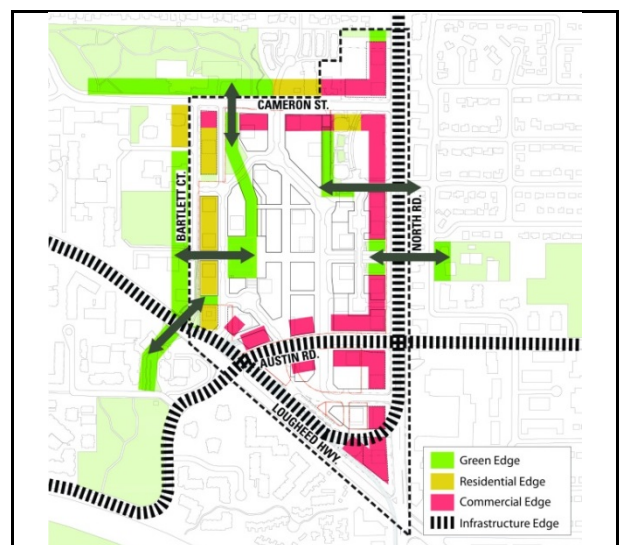 CAMERON ST.
BARTLETT CT.
NORTH RD.
AUSTIN RD.
LOUGHEED HWY.
Green Edge
Residential Edge
Commercial Edge
Infrastructure Edge